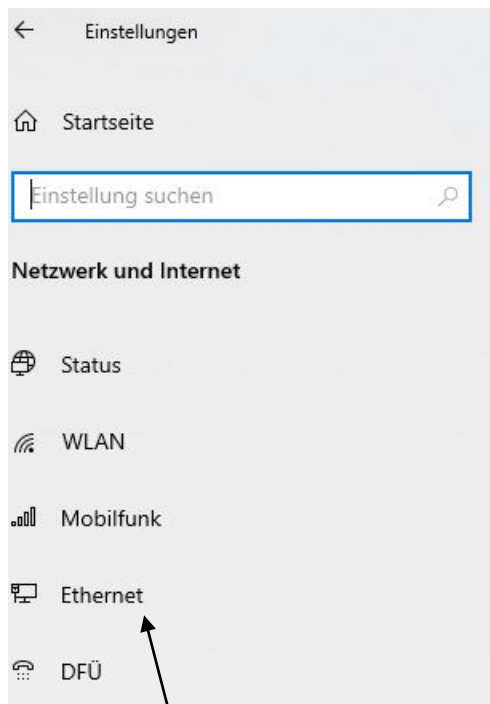 Einstellungen
Startseite
Einstellung suchen
Netzwerk und Internet
Status
WLAN
Mobilfunk
Ethernet
DFÜ